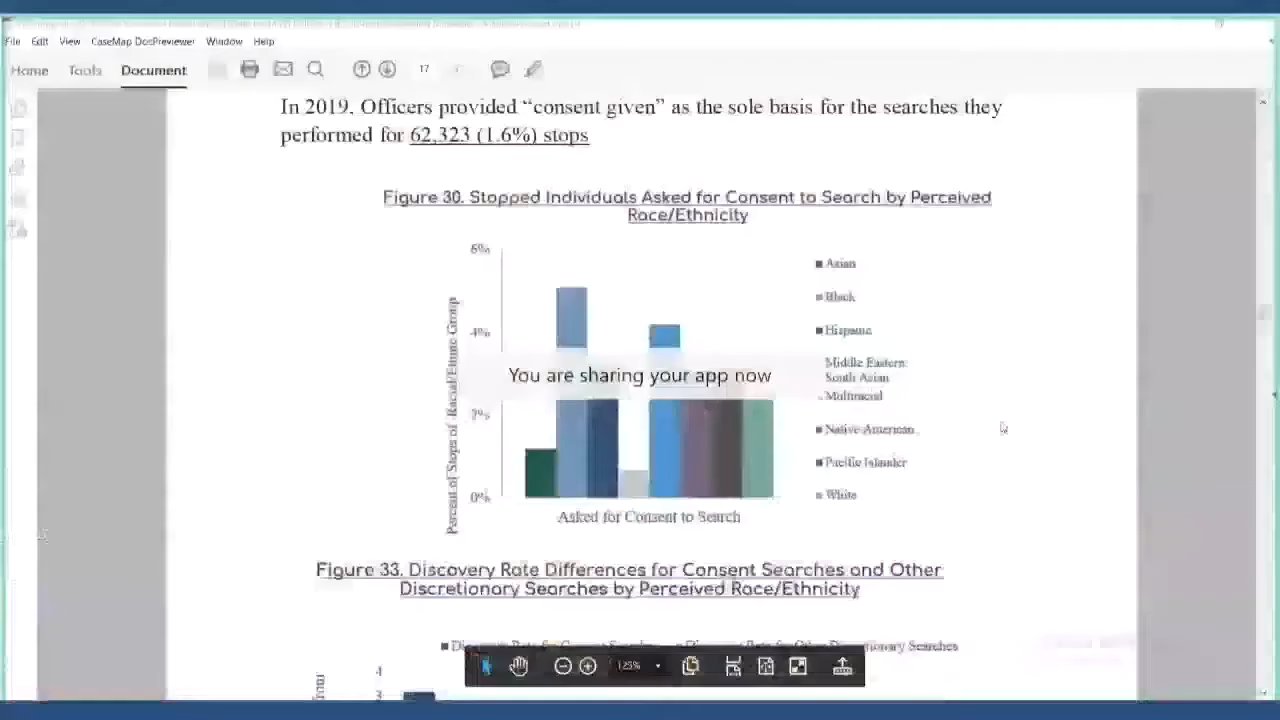 File Edit View CaseMap DocPreviewer Window Help
Home Tools Document 17
In 2019, Officers provided “consent given” as the sole basis for the searches they
performed for 62,323 (1.6%) stops
Figure 30. Stopped Individuals Asked for Consent to Search by Perceived
Race/Ethnicity
6%
4%
2%
0%
Percent of Stops of Racial/Ethnic Group
Asian
Black
Hispanic
Middle Eastern
South Asian
Multiracial
Native American
Pacific Islander
White
You are sharing your app now
Asked for Consent to Search
Figure 33. Discovery Rate Differences for Consent Searches and Other
Discretionary Searches by Perceived Race/Ethnicity
Discretionary Searches
125%
4
3